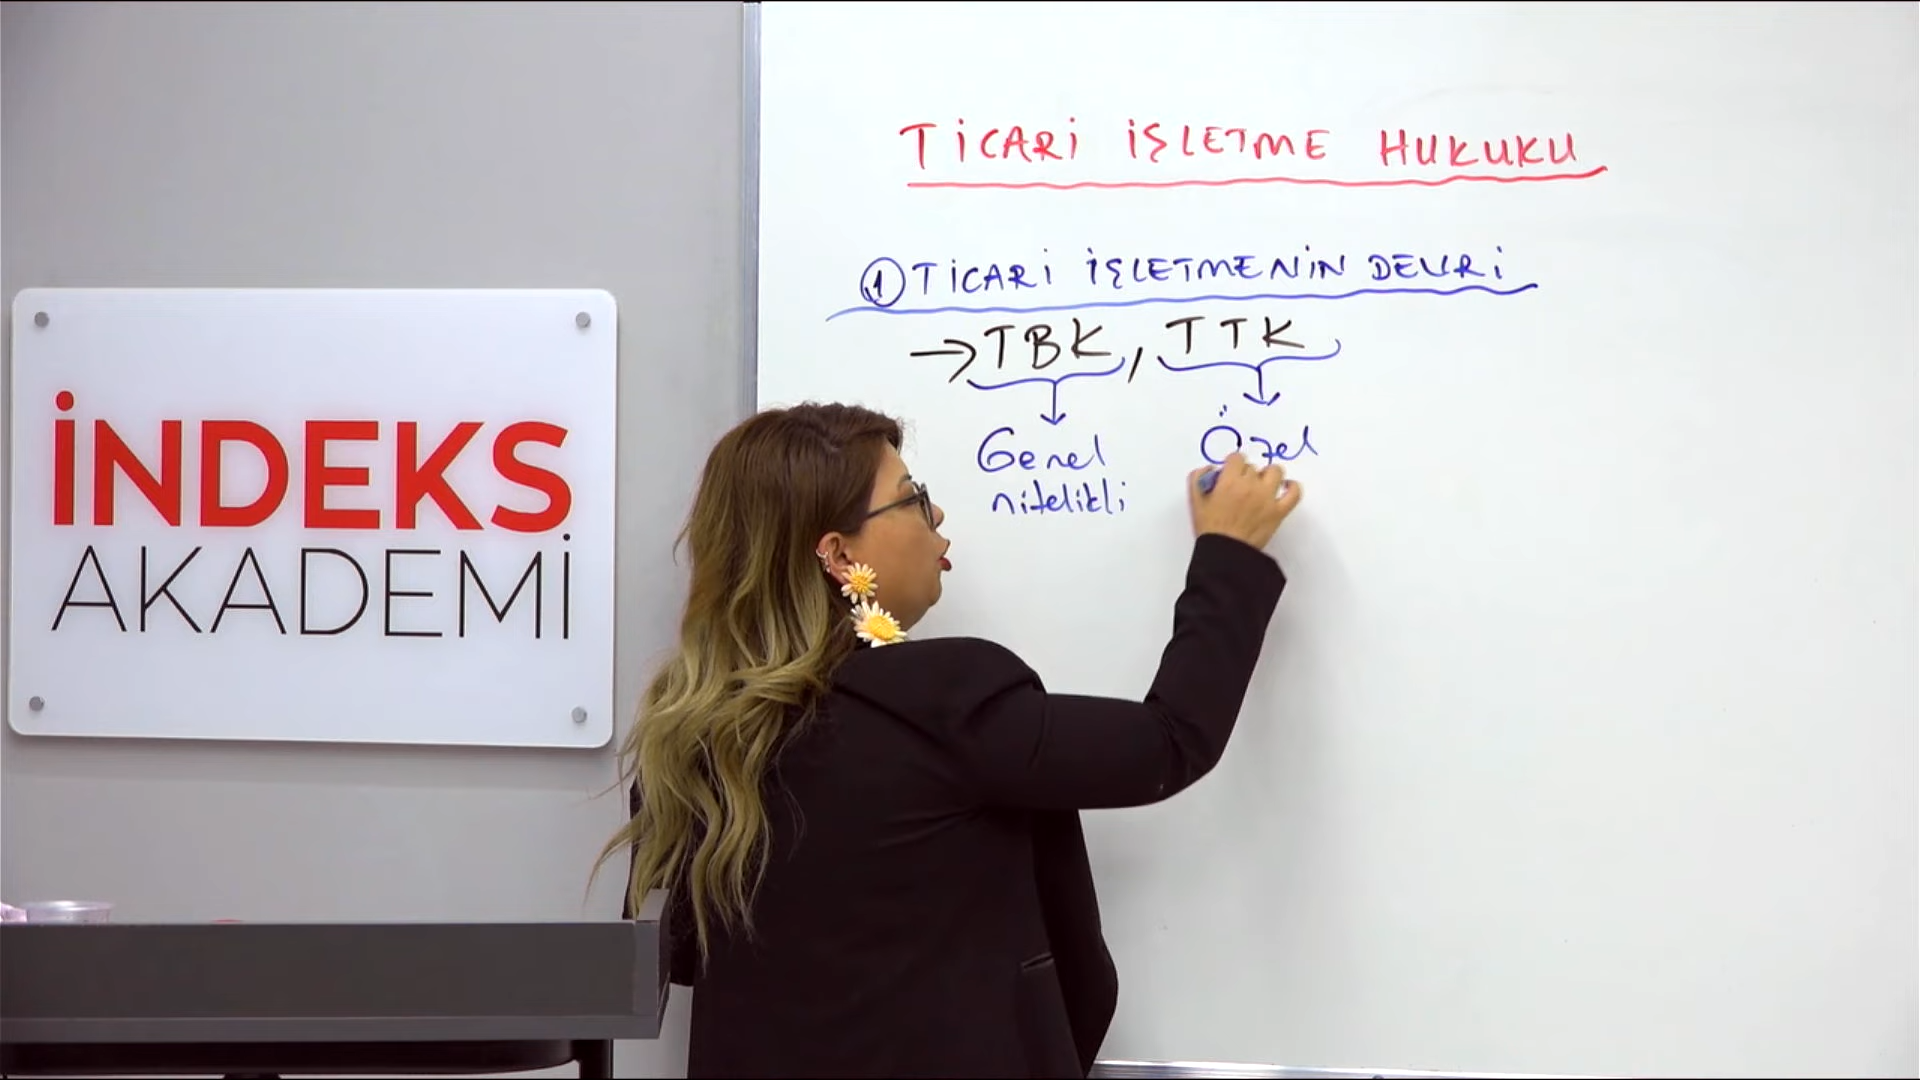 İNDEKS
AKADEMİ
TİCARİ İŞLETME HUKUKU
1 TİCARİ İŞLETMENİN DEVRİ
→ TBK, TTK
Genel Özel
nitelikli